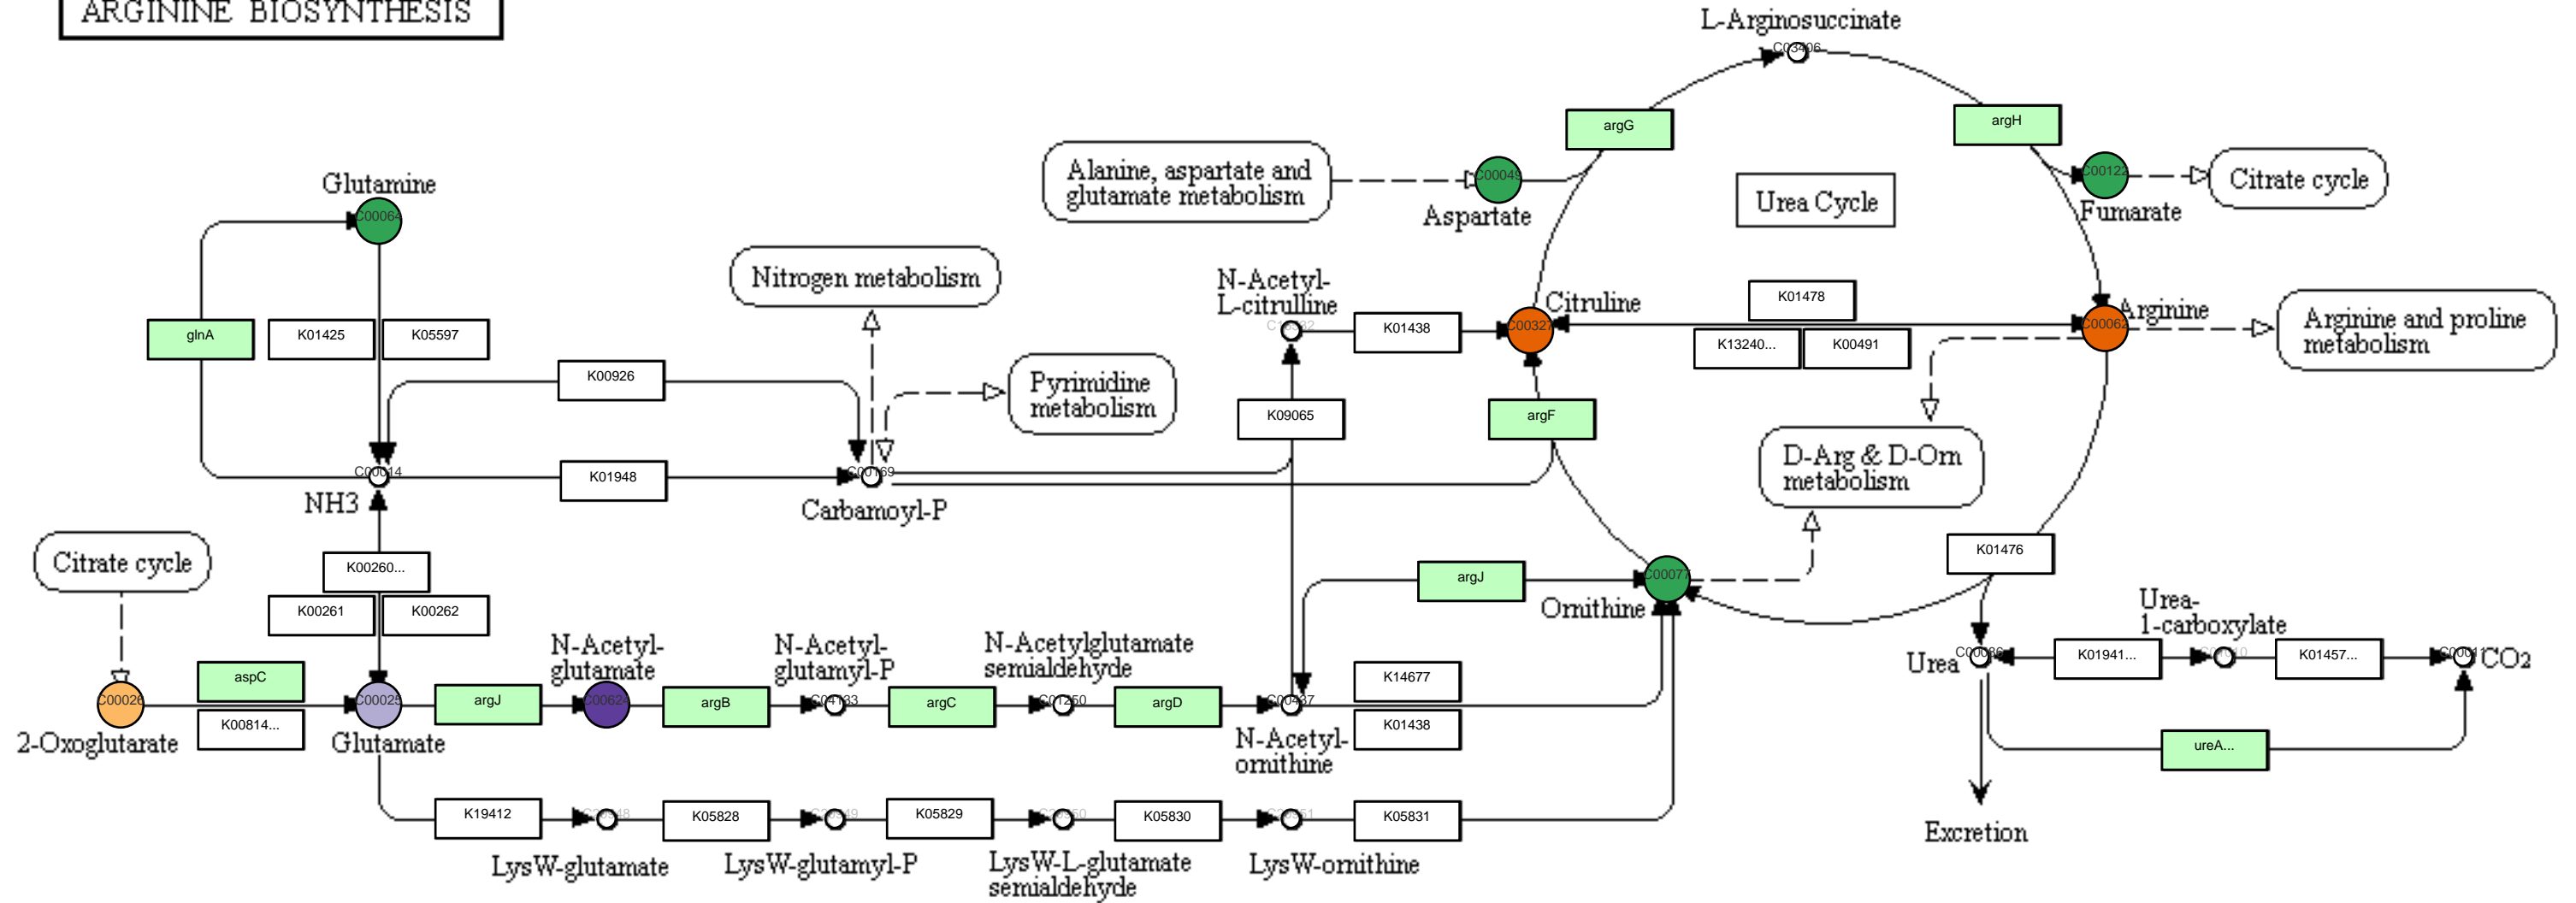 ARGININE BIOSYNTHESIS
L-Arginosuccinate
C03406
argG
argH
Alanine, aspartate and
glutamate metabolism
C00049
Aspartate
Urea Cycle
C00122
Fumarate
Citrate cycle
Glutamine
C00064
Nitrogen metabolism
N-Acetyl-
L-citrulline
K01438
C00327
Citruline
K01478
K13240...
K00491
C00062
Arginine
Arginine and proline
metabolism
glnA
K01425
K05597
K00926
Pyrimidine
metabolism
K09065
argF
D-Arg & D-Orn
metabolism
C00014
NH3
K01948
C00169
Carbamoyl-P
Citrate cycle
K00260...
K00261
K00262
argJ
C00077
Ornithine
K01476
Urea-
1-carboxylate
C00086
Urea
K01941...
K01457...
C00011
CO2
ureA...
Excretion
C00026
2-Oxoglutarate
aspC
K00814...
C00025
Glutamate
argJ
N-Acetyl-
glutamate
C00624
argB
N-Acetyl-
glutamyl-P
C04133
argC
N-Acetylglutamate
semialdehyde
C01250
argD
C00437
N-Acetyl-
ornithine
K14677
K01438
K19412
LysW-glutamate
K05828
LysW-glutamyl-P
K05829
LysW-L-glutamate
semialdehyde
K05830
LysW-ornithine
K05831